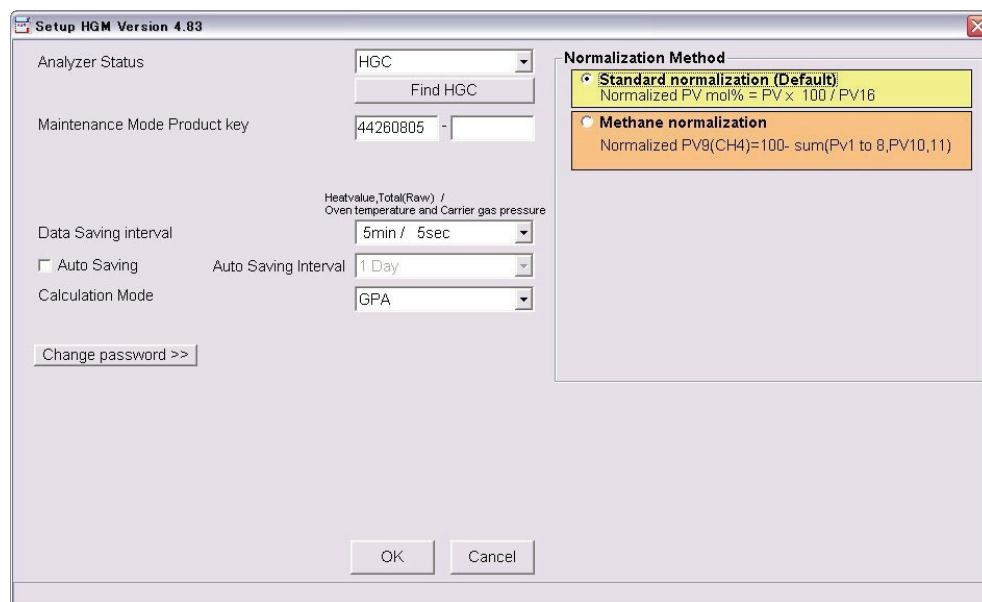 Setup HGM Version 4.83
Analyzer Status
HGC
Find HGC
Maintenance Mode Product key
44260805 -
Heatvalue,Total(Raw) /
Oven temperature and Carrier gas pressure
Data Saving interval
5min / 5sec
Auto Saving
Auto Saving Interval
1 Day
Calculation Mode
GPA
Change password >>
Normalization Method
Standard normalization (Default)
Normalized PV mol% = PV × 100 / PV16
Methane normalization
Normalized PV9(CH4)=100- sum(Pv1 to 8,PV10,11)
OK
Cancel